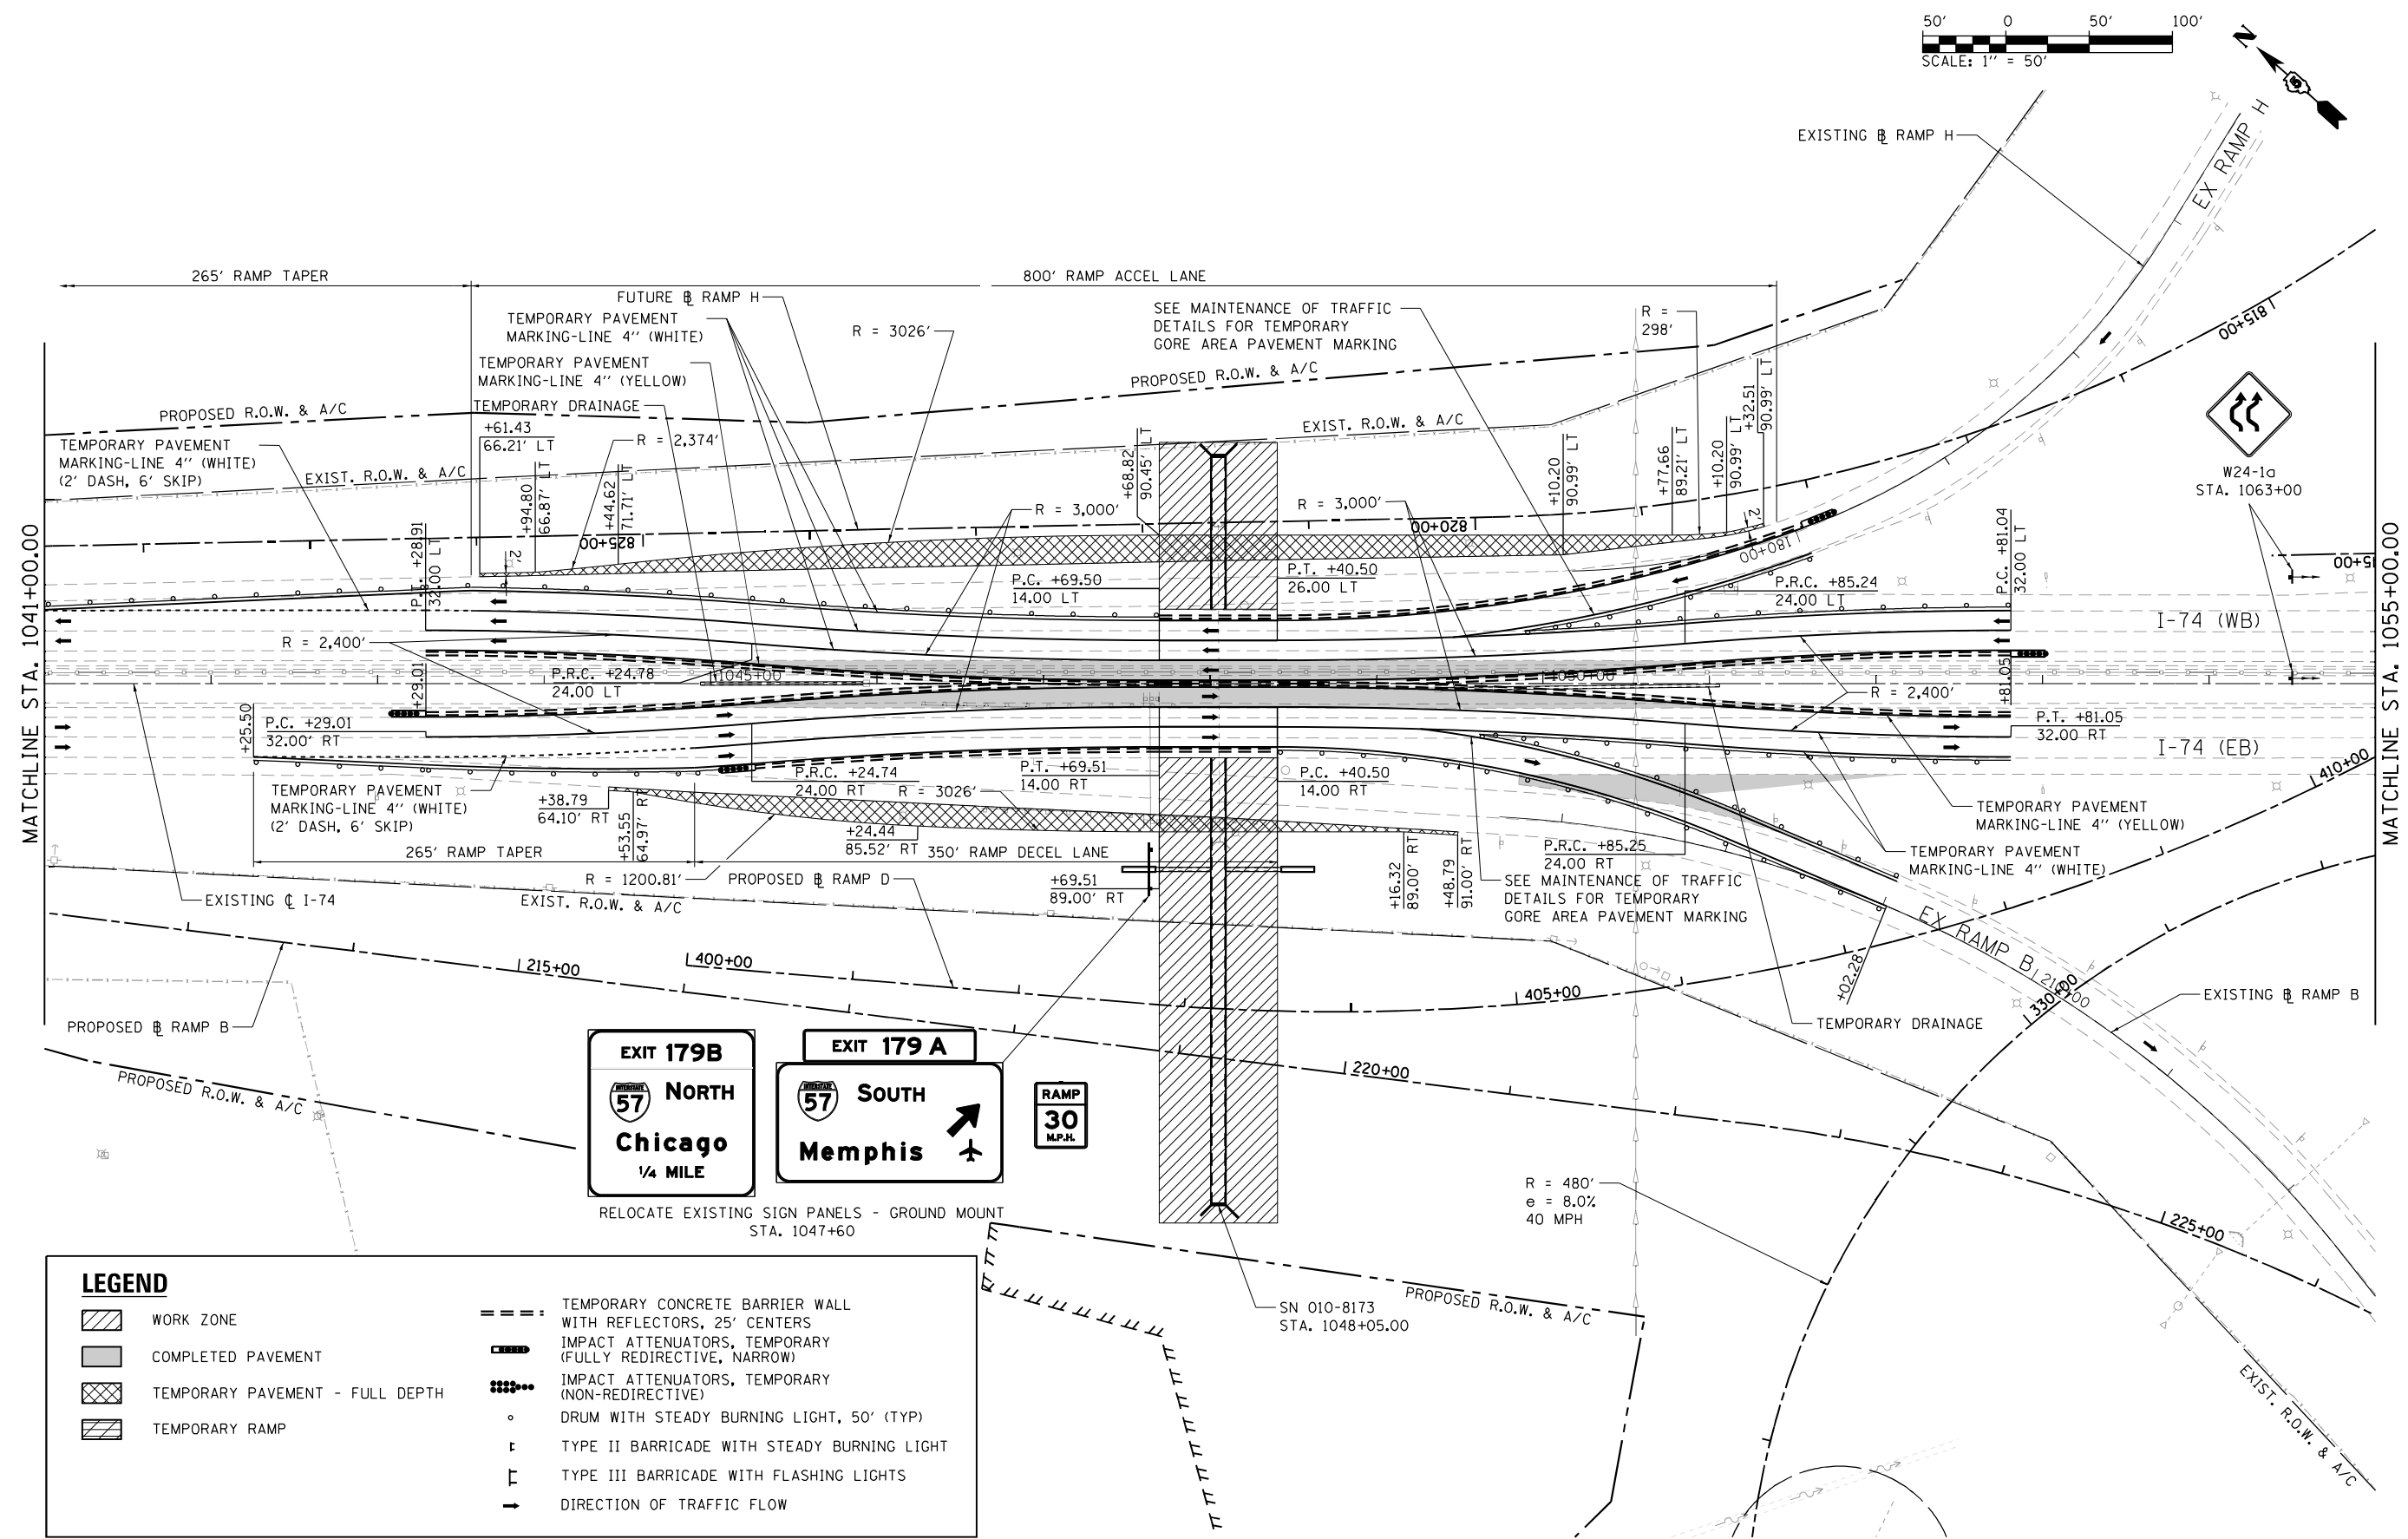 50' 0 50' 100'
SCALE: 1'' = 50'
N
5
EXISTING ℄ RAMP H
EX RAMP H
265' RAMP TAPER
800' RAMP ACCEL LANE
FUTURE ℄ RAMP H
TEMPORARY PAVEMENT
MARKING-LINE 4'' (WHITE)
R = 3026'
SEE MAINTENANCE OF TRAFFIC
DETAILS FOR TEMPORARY
GORE AREA PAVEMENT MARKING
R =
298'
815+00
TEMPORARY PAVEMENT
MARKING-LINE 4'' (YELLOW)
TEMPORARY DRAINAGE
PROPOSED R.O.W. & A/C
PROPOSED R.O.W. & A/C
+32.51
90.99' LT
TEMPORARY PAVEMENT
MARKING-LINE 4'' (WHITE)
(2' DASH, 6' SKIP)
EXIST. R.O.W. & A/C
+61.43
66.21' LT
R = 2,374'
EXIST. R.O.W. & A/C
+94.80
66.87' LT
+44.62
71.71' LT
+68.82
90.45' LT
+10.20
90.99' LT
+77.66
89.21' LT
+10.20
90.99' LT
W24-1a
STA. 1063+00
R = 3,000'
R = 3,000'
825+00
820+00
2'
2'
180+00
P.T. +28.91
32.00' LT
P.C. +69.50
14.00 LT
P.T. +40.50
26.00 LT
P.R.C. +85.24
24.00 LT
P.C. +81.04
32.00 LT
15+00
MATCHLINE STA. 1041+00.00
MATCHLINE STA. 1055+00.00
I-74 (WB)
R = 2,400'
P.R.C. +24.78
24.00 LT
1045+00
1050+00
R = 2,400'
+29.01
+81.05
+25.50
P.C. +29.01
32.00' RT
P.T. +81.05
32.00 RT
I-74 (EB)
410+00
P.R.C. +24.74
24.00 RT
P.T. +69.51
14.00 RT
P.C. +40.50
14.00 RT
TEMPORARY PAVEMENT
MARKING-LINE 4'' (WHITE)
(2' DASH, 6' SKIP)
+38.79
64.10' RT
+53.55
64.97' RT
R = 3026'
+24.44
85.52' RT
TEMPORARY PAVEMENT
MARKING-LINE 4'' (YELLOW)
265' RAMP TAPER
350' RAMP DECEL LANE
P.R.C. +85.25
24.00 RT
TEMPORARY PAVEMENT
MARKING-LINE 4'' (WHITE)
R = 1200.81'
PROPOSED ℄ RAMP D
+69.51
89.00' RT
+16.32
89.00' RT
+48.79
91.00' RT
SEE MAINTENANCE OF TRAFFIC
DETAILS FOR TEMPORARY
GORE AREA PAVEMENT MARKING
EXISTING ℄ I-74
EXIST. R.O.W. & A/C
EX RAMP B
215+00
400+00
405+00
+02.28
210+00
330+00
EXISTING ℄ RAMP B
PROPOSED ℄ RAMP B
TEMPORARY DRAINAGE
PROPOSED R.O.W. & A/C
EXIT 179B
INTERSTATE
57
NORTH
Chicago
1/4 MILE
EXIT 179 A
INTERSTATE
57
SOUTH
Memphis
RAMP
30
M.P.H.
220+00
RELOCATE EXISTING SIGN PANELS - GROUND MOUNT
STA. 1047+60
R = 480'
e = 8.0%
40 MPH
225+00
SN 010-8173
STA. 1048+05.00
PROPOSED R.O.W. & A/C
EXIST. R.O.W. & A/C
LEGEND
WORK ZONE
COMPLETED PAVEMENT
TEMPORARY PAVEMENT - FULL DEPTH
TEMPORARY RAMP
TEMPORARY CONCRETE BARRIER WALL
WITH REFLECTORS, 25' CENTERS
IMPACT ATTENUATORS, TEMPORARY
(FULLY REDIRECTIVE, NARROW)
IMPACT ATTENUATORS, TEMPORARY
(NON-REDIRECTIVE)
DRUM WITH STEADY BURNING LIGHT, 50' (TYP)
TYPE II BARRICADE WITH STEADY BURNING LIGHT
TYPE III BARRICADE WITH FLASHING LIGHTS
DIRECTION OF TRAFFIC FLOW